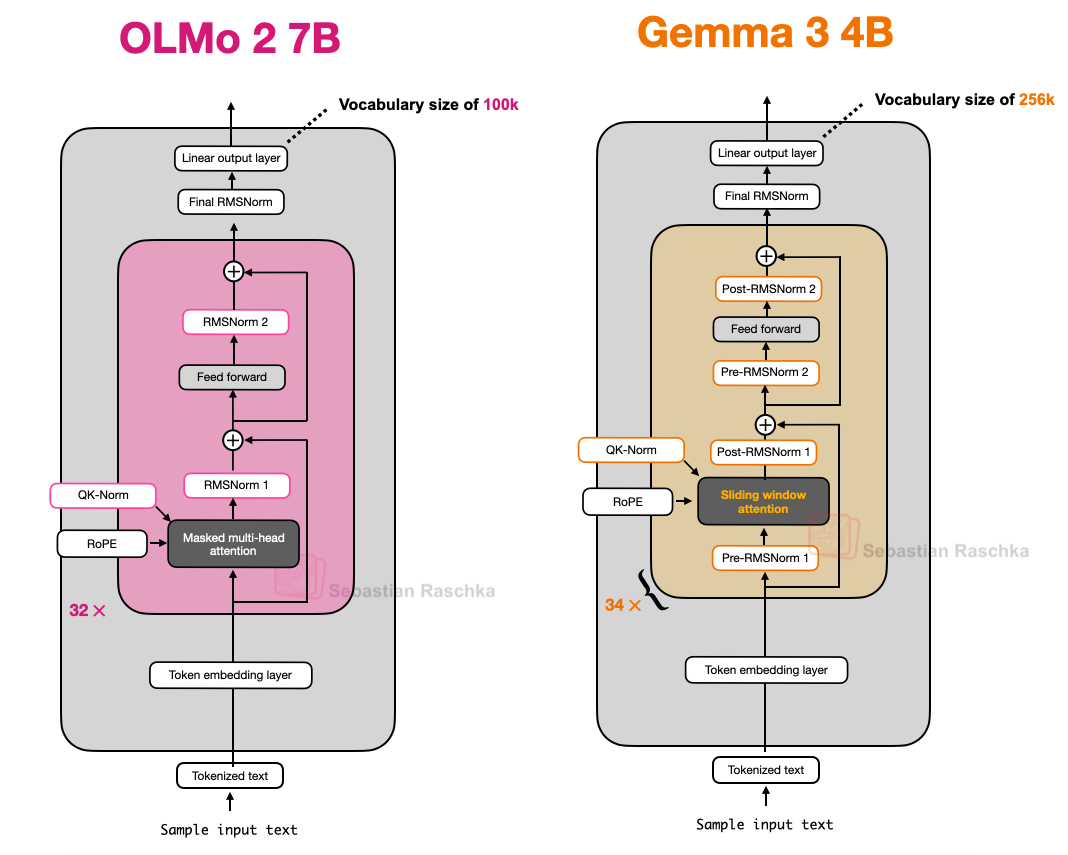 OLMo 2 7B
Vocabulary size of 100k
Linear output layer
Final RMSNorm
RMSNorm 2
Feed forward
RMSNorm 1
QK-Norm
RoPE
Masked multi-head
attention
Sebastian Raschka
32 ×
Token embedding layer
Tokenized text
Sample input text
Gemma 3 4B
Vocabulary size of 256k
Linear output layer
Final RMSNorm
Post-RMSNorm 2
Feed forward
Pre-RMSNorm 2
Post-RMSNorm 1
QK-Norm
RoPE
Sliding window
attention
Pre-RMSNorm 1
Sebastian Raschka
34 ×
Token embedding layer
Tokenized text
Sample input text